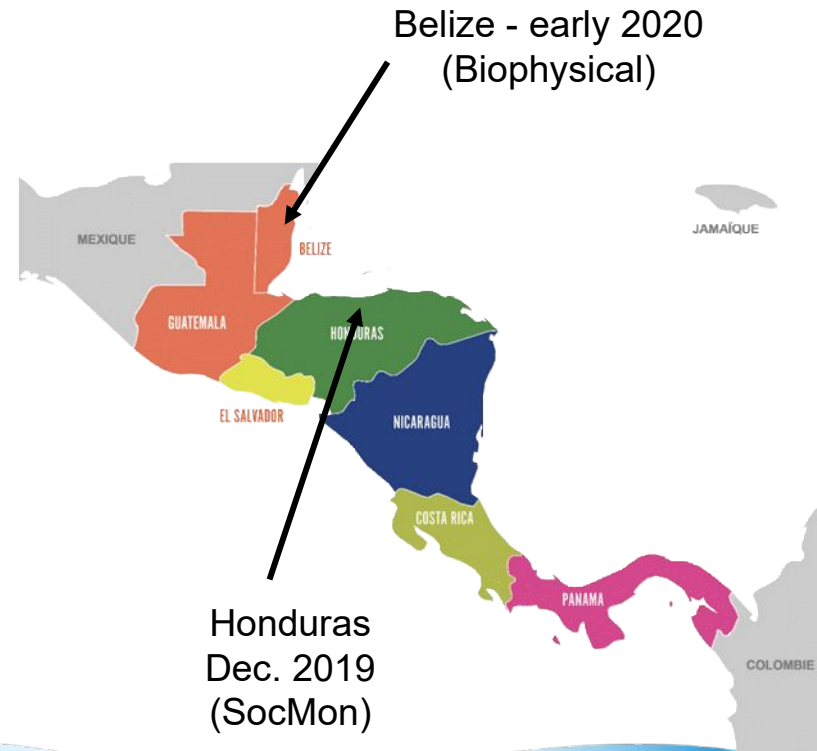 Belize - early 2020
(Biophysical)
MEXIQUE
JAMAÏQUE
BELIZE
GUATEMALA
HONDURAS
EL SALVADOR
NICARAGUA
COSTA RICA
PANAMA
COLOMBIE
Honduras
Dec. 2019
(SocMon)